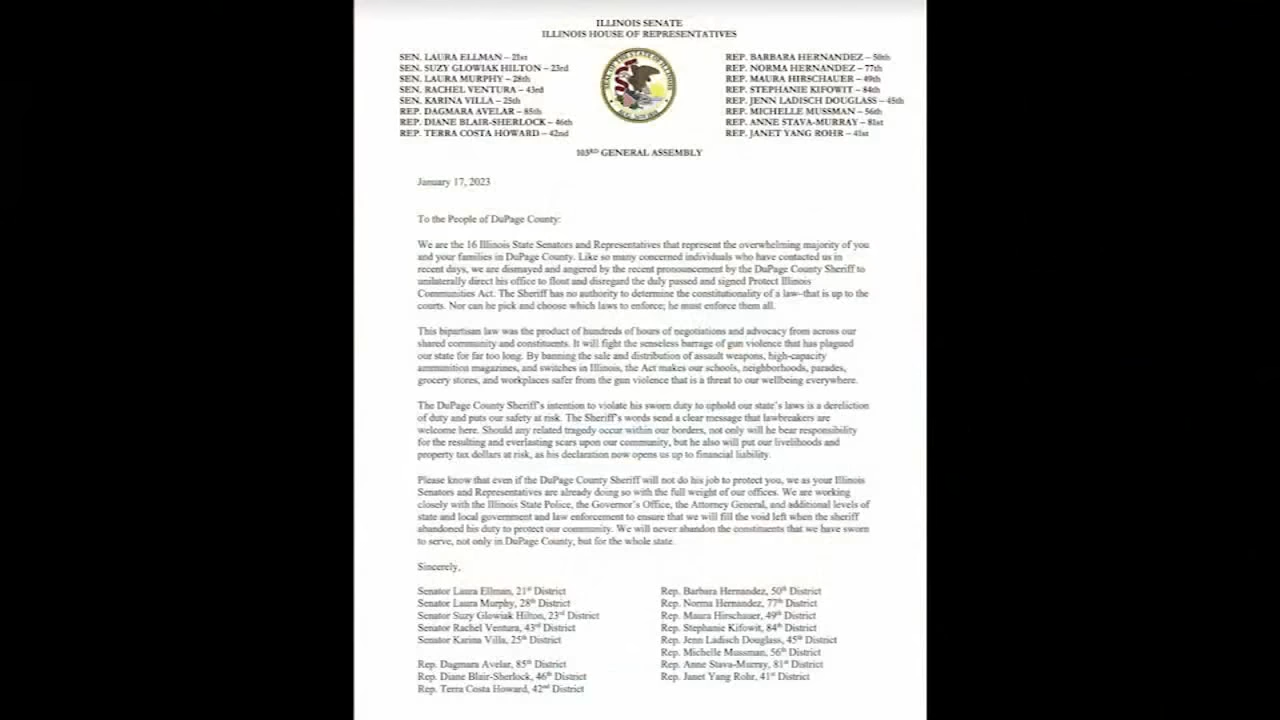 ILLINOIS SENATE
ILLINOIS HOUSE OF REPRESENTATIVES
SEN. LAURA ELLMAN – 21st
SEN. SUZY GLOWIAK HILTON – 23rd
SEN. LAURA MURPHY – 28th
SEN. RACHEL VENTURA – 43rd
SEN. KARINA VILLA – 25th
REP. DAGMARA AVELAR – 85th
REP. DIANE BLAIR-SHERLOCK – 46th
REP. TERRA COSTA HOWARD – 42nd
REP. BARBARA HERNANDEZ – 50th
REP. NORMA HERNANDEZ – 77th
REP. MAURA HIRSCHAUER – 49th
REP. STEPHANIE KIFOWIT – 84th
REP. JENN LADISCH DOUGLASS – 45th
REP. MICHELLE MUSSMAN – 56th
REP. ANNE STAVA-MURRAY – 81st
REP. JANET YANG ROHR – 41st
SEAL OF THE STATE OF ILLINOIS
103RD GENERAL ASSEMBLY
January 17, 2023
To the People of DuPage County:
We are the 16 Illinois State Senators and Representatives that represent the overwhelming majority of you
and your families in DuPage County. Like so many concerned individuals who have contacted us in
recent days, we are dismayed and angered by the recent pronouncement by the DuPage County Sheriff to
unilaterally direct his office to flout and disregard the duly passed and signed Protect Illinois
Communities Act. The Sheriff has no authority to determine the constitutionality of a law–that is up to the
courts. Nor can he pick and choose which laws to enforce; he must enforce them all.
This bipartisan law was the product of hundreds of hours of negotiations and advocacy from across our
shared community and constituents. It will fight the senseless barrage of gun violence that has plagued
our state for far too long. By banning the sale and distribution of assault weapons, high-capacity
ammunition magazines, and switches in Illinois, the Act makes our schools, neighborhoods, parades,
grocery stores, and workplaces safer from the gun violence that is a threat to our wellbeing everywhere.
The DuPage County Sheriff's intention to violate his sworn duty to uphold our state's laws is a dereliction
of duty and puts our safety at risk. The Sheriff's words send a clear message that lawbreakers are
welcome here. Should any related tragedy occur within our borders, not only will he bear responsibility
for the resulting and everlasting scars upon our community, but he also will put our livelihoods and
property tax dollars at risk, as his declaration now opens us up to financial liability.
Please know that even if the DuPage County Sheriff will not do his job to protect you, we as your Illinois
Senators and Representatives are already doing so with the full weight of our offices. We are working
closely with the Illinois State Police, the Governor's Office, the Attorney General, and additional levels of
state and local government and law enforcement to ensure that we will fill the void left when the sheriff
abandoned his duty to protect our community. We will never abandon the constituents that we have sworn
to serve, not only in DuPage County, but for the whole state.
Sincerely,
Senator Laura Ellman, 21st District
Senator Laura Murphy, 28th District
Senator Suzy Glowiak Hilton, 23rd District
Senator Rachel Ventura, 43rd District
Senator Karina Villa, 25th District
Rep. Dagmara Avelar, 85th District
Rep. Diane Blair-Sherlock, 46th District
Rep. Terra Costa Howard, 42nd District
Rep. Barbara Hernandez, 50th District
Rep. Norma Hernandez, 77th District
Rep. Maura Hirschauer, 49th District
Rep. Stephanie Kifowit, 84th District
Rep. Jenn Ladisch Douglass, 45th District
Rep. Michelle Mussman, 56th District
Rep. Anne Stava-Murray, 81st District
Rep. Janet Yang Rohr, 41st District